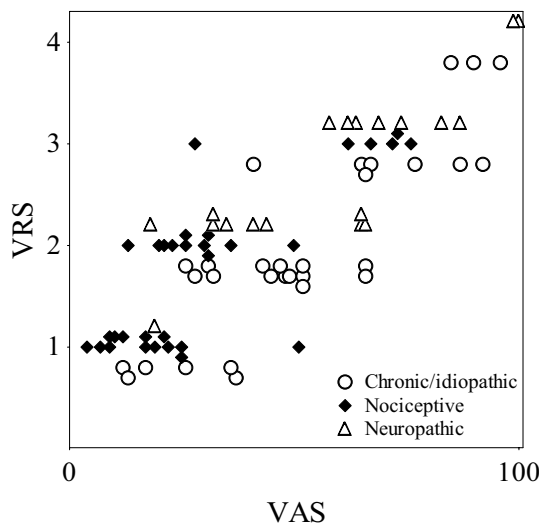 4
3
2
1
VRS
Chronic/idiopathic
Nociceptive
Neuropathic
0
100
VAS